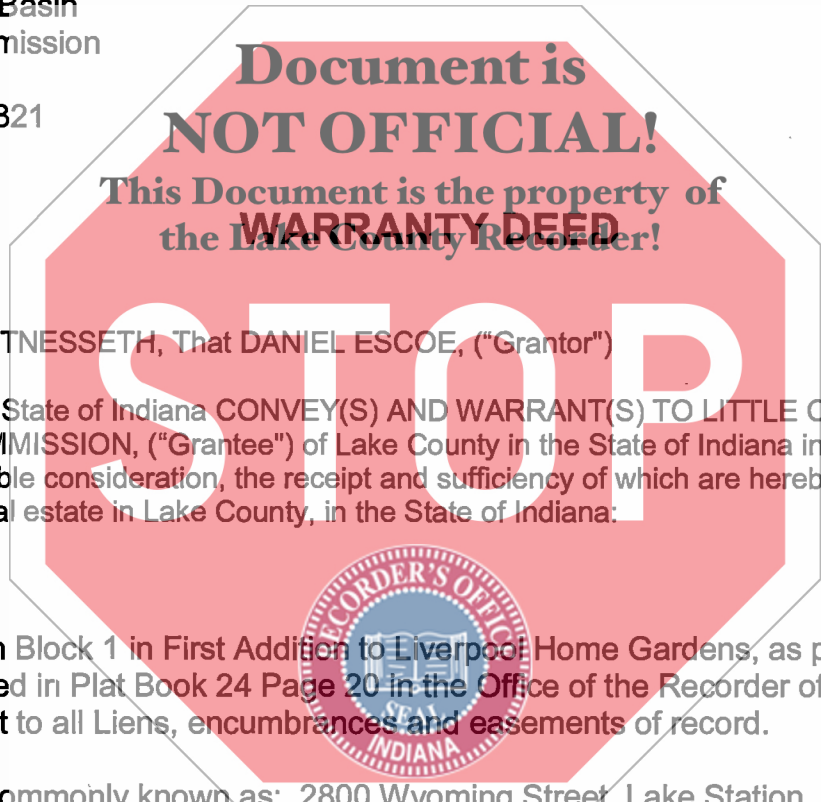 Basin
mission
Document is
321
NOT OFFICIAL!
This Document is the property of
WARRANTY DEED
the Lake County Recorder!
STOP
TNESSETH, That DANIEL ESCOE, ("Grantor")
State of Indiana CONVEY(S) AND WARRANT(S) TO LITTLE C
MMISSION, ("Grantee") of Lake County in the State of Indiana in
ble consideration, the receipt and sufficiency of which are hereb
al estate in Lake County, in the State of Indiana:
RECORDER'S OFFICE
n Block 1 in First Addition to Liverpool Home Gardens, as p
ed in Plat Book 24 Page 20 in the Office of the Recorder of
SEAL
t to all Liens, encumbrances and easements of record.
INDIANA
ommonly known as: 2800 Wyoming Street, Lake Station